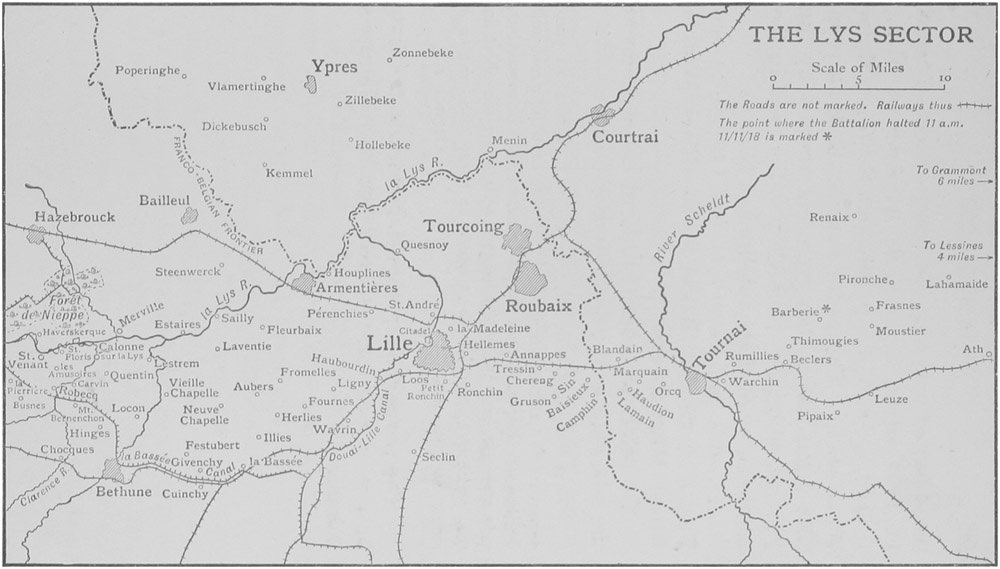 THE LYS SECTOR
Scale of Miles
0 5 10
The Roads are not marked. Railways thus
The point where the Battalion halted 11 a.m.
11/11/18 is marked *
To Grammont
6 miles
To Lessines
4 miles
Zonnebeke
Poperinghe
Ypres
Vlamertinghe
Zillebeke
Dickebusch
Hollebeke
Menin
Courtrai
Kemmel
FRANCO-BELGIAN FRONTIER
la Lys R.
Bailleul
Hazebrouck
Tourcoing
River Scheldt
Renaix
Quesnoy
Steenwerck
Houplines
Armentières
Roubaix
Pironche
Lahamaide
Forêt
de Nieppe
Merville
la Lys R.
Sailly
Estaires
Fleurbaix
Pérenchies
St. André
Citadel
la Madeleine
Lille
Hellemes
Barberie *
Frasnes
Moustier
Haverskerque
St.
Venant
St.
Floris
Calonne
sur la Lys
Lestrem
Laventie
Haubourdin
Annappes
Blandain
Tournai
Thimougies
Rumillies
Beclers
Ath
les
Amusoires
Quentin
Fromelles
Ligny
Loos
Petit
Ronchin
Ronchin
Tressin
Chereng
Sin
Marquain
Warchin
la
Carvin
Robecq
Busnes
Mt.
Bernenchon
Locon
Vieille
Chapelle
Aubers
Fournes
Gruson
Baisieux
Camphin
Haudion
Lamain
Orcq
Leuze
Neuve
Chapelle
Herlies
Wavrin
Pipaix
Hinges
Festubert
Illies
Douai-Lille
Canal
Seclin
Chocques
la Bassée
Canal
Givenchy
la Bassée
Clarence R.
Bethune
Cuinchy